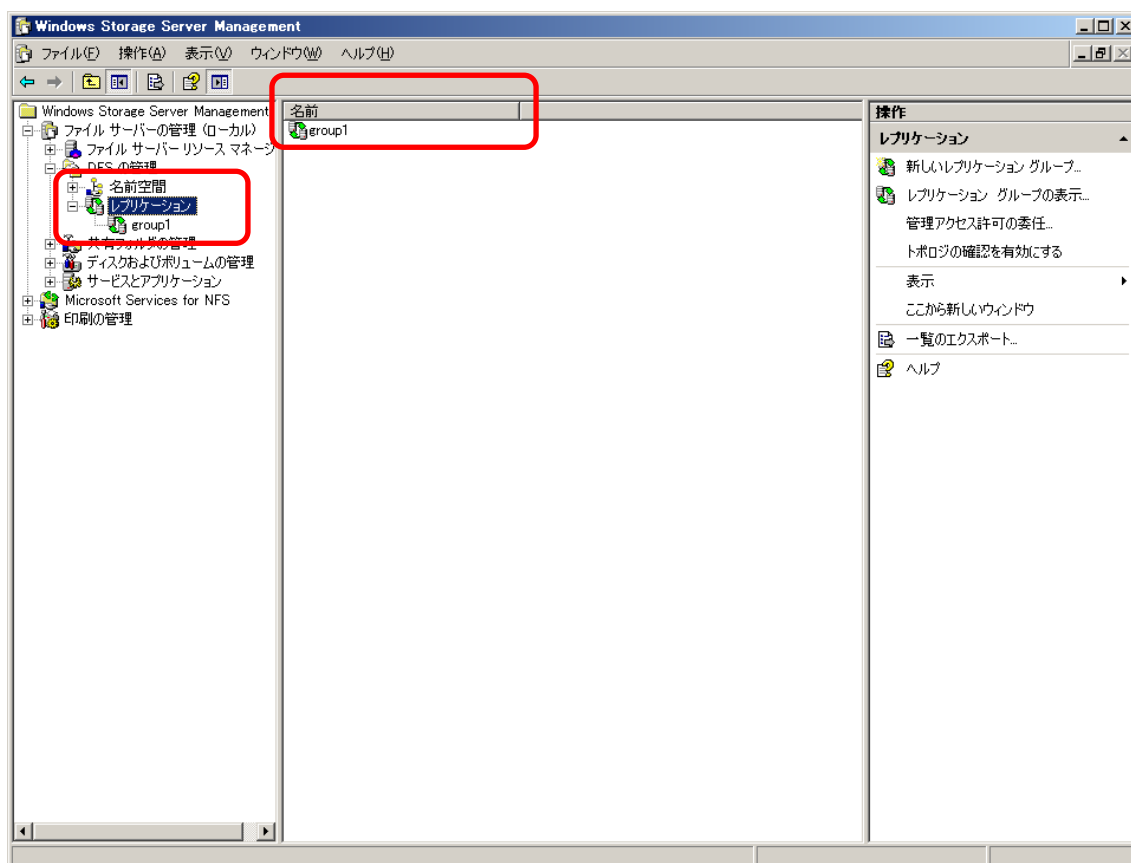 Windows Storage Server Management
ファイル(F) 操作(A) 表示(V) ウィンドウ(W) ヘルプ(H)
Windows Storage Server Management
ファイル サーバーの管理 (ローカル)
ファイル サーバー リソース マネージ
DFS の管理
名前空間
レプリケーション
group1
共有フォルダの管理
ディスクおよびボリュームの管理
サービスとアプリケーション
Microsoft Services for NFS
印刷の管理
名前
group1
操作
レプリケーション
新しいレプリケーション グループ...
レプリケーション グループの表示...
管理アクセス許可の委任...
トポロジの確認を有効にする
表示
ここから新しいウィンドウ
一覧のエクスポート...
ヘルプ